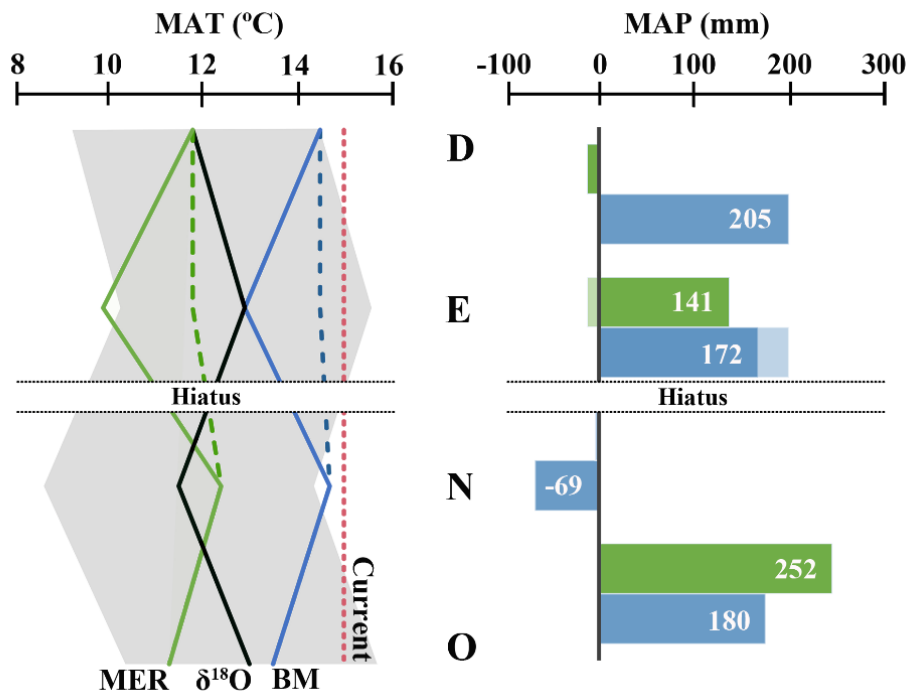 MAT (ºC)
8 10 12 14 16
MAP (mm)
-100 0 100 200 300
D
205
E
141
172
Hiatus
Hiatus
N
-69
252
180
O
Current
MER δ¹⁸O BM